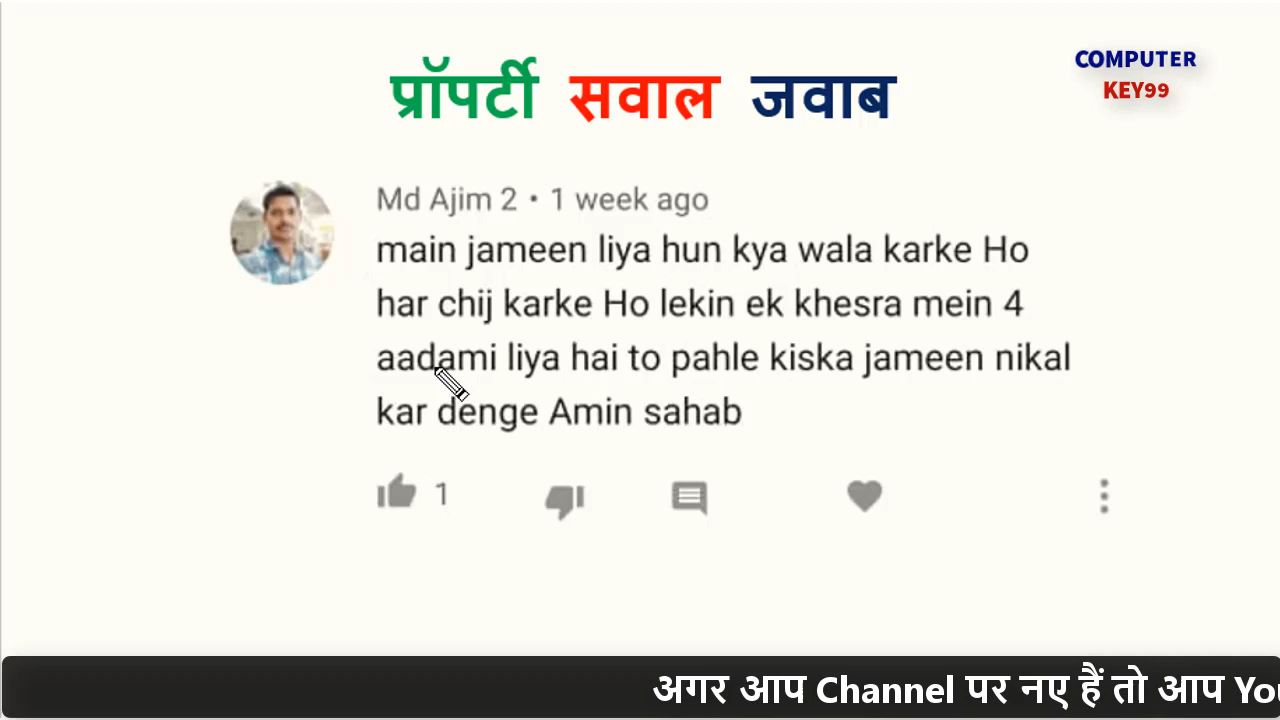 प्रॉपर्टी सवाल जवाब
COMPUTER
KEY99
Md Ajim 2 • 1 week ago
main jameen liya hun kya wala karke Ho
har chij karke Ho lekin ek khesra mein 4
aadami liya hai to pahle kiska jameen nikal
kar denge Amin sahab
1
अगर आप Channel पर नए हैं तो आप You